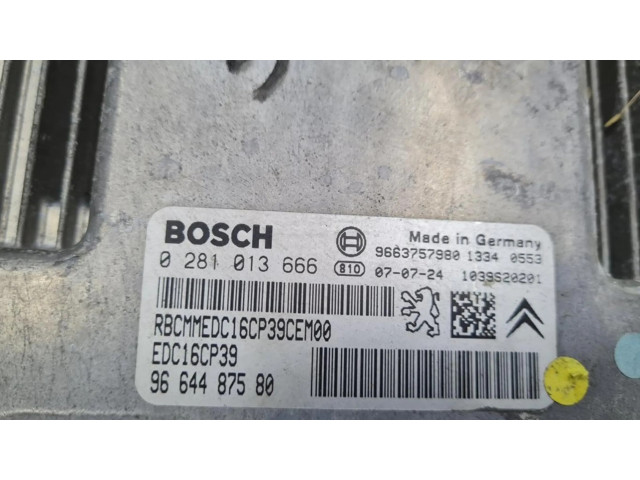 BOSCH
Made in Germany
9663757980 1334 0553
0 281 013 666
810 07-07-24 1039S20201
RBCMMEDC16CP39CEM00
EDC16CP39
96 644 875 80